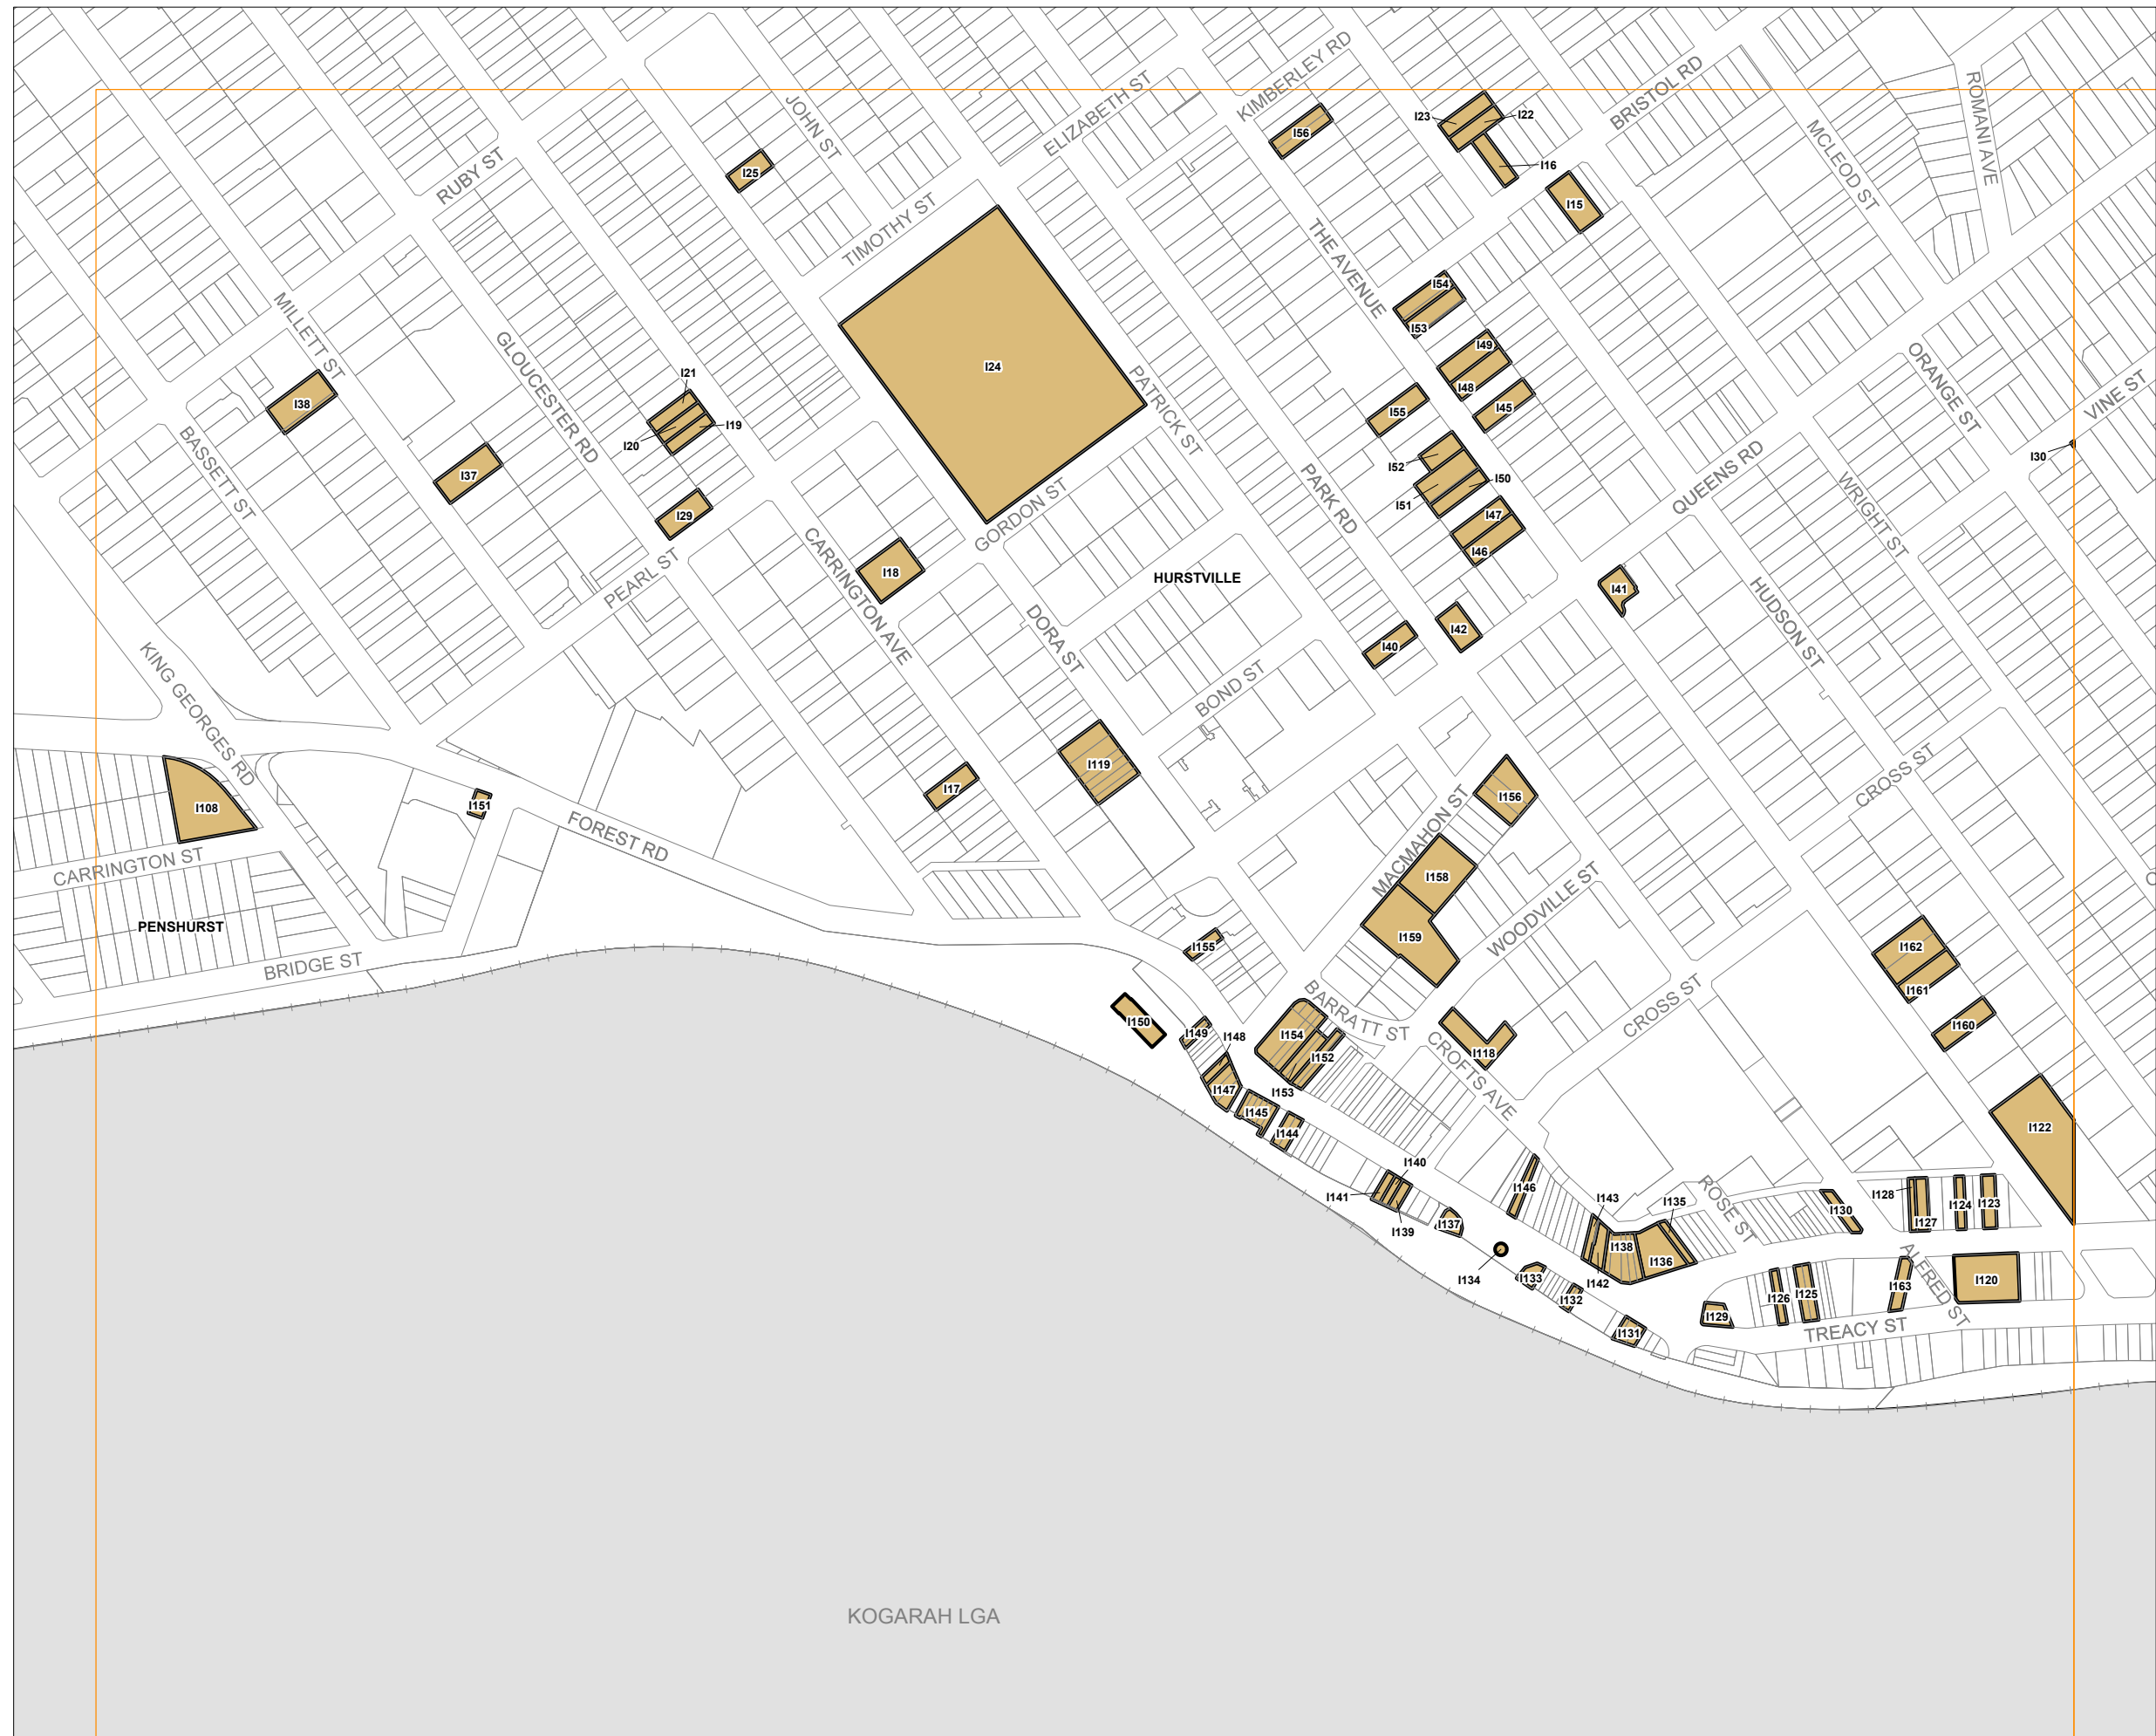 KIMBERLEY RD
BRISTOL RD
ROMANI AVE
ELIZABETH ST
JOHN ST
I56
I23
I22
I16
MCLEOD ST
RUBY ST
I25
TIMOTHY ST
I15
THE AVENUE
MILLETT ST
I54
I53
GLOUCESTER RD
I24
I49
I48
ORANGE ST
VINE ST
I38
I21
I19
I20
PATRICK ST
I55
I45
BASSETT ST
I37
I52
I50
I51
QUEENS RD
I30
I29
GORDON ST
PARK RD
I47
I46
WRIGHT ST
CARRINGTON AVE
PEARL ST
I18
HURSTVILLE
I41
HUDSON ST
DORA ST
I42
I40
KING GEORGES RD
BOND ST
I119
I17
I156
CROSS ST
I108
I151
MACMAHON ST
FOREST RD
CARRINGTON ST
I158
PENSHURST
I159
WOODVILLE ST
I155
I162
BRIDGE ST
I161
CROSS ST
BARRATT ST
I150
I149
I148
I154
I152
I160
I118
CROFTS AVE
I147
I153
I145
I144
I122
I140
I141
I139
I146
I137
I143
I135
ROSE ST
I128
I127
I124
I123
I130
I138
I136
I134
I142
I133
I132
ALFRED ST
I163
I120
I126
I125
I129
I131
TREACY ST
KOGARAH LGA